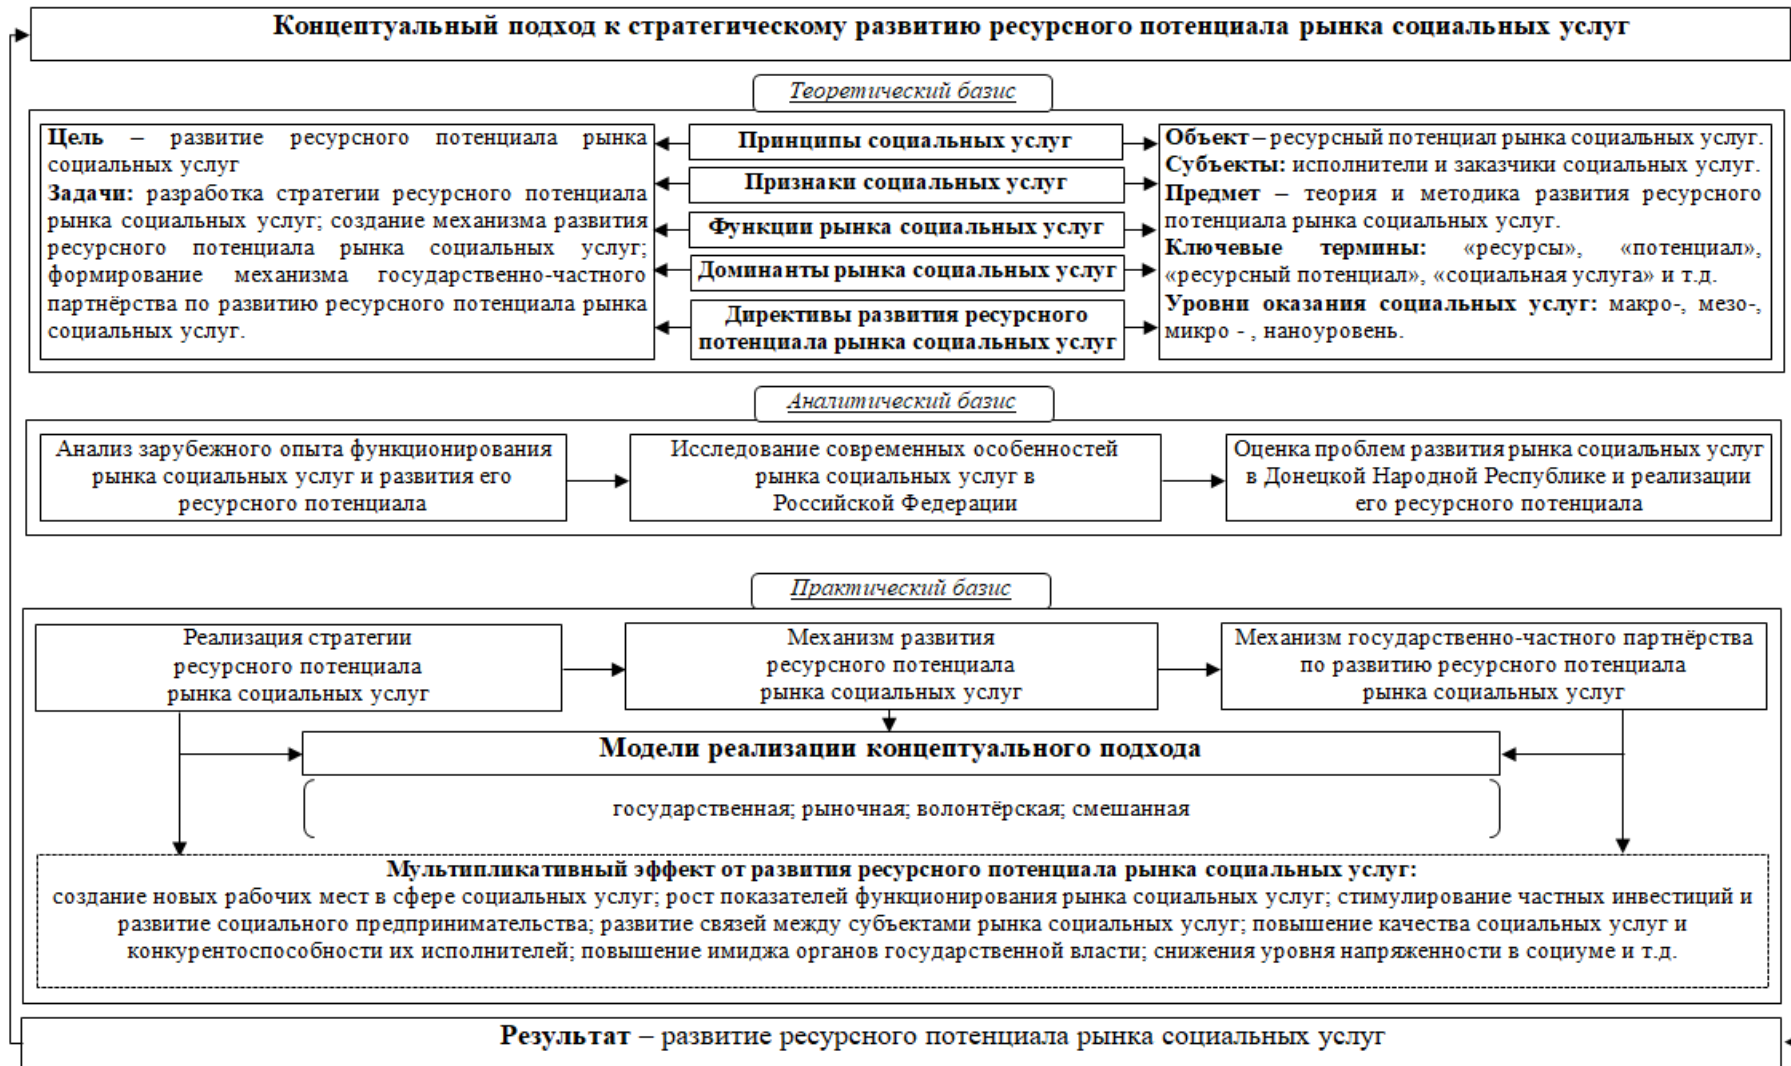 Концептуальный подход к стратегическому развитию ресурсного потенциала рынка социальных услуг
Теоретический базис
Цель – развитие ресурсного потенциала рынка
социальных услуг
Задачи: разработка стратегии ресурсного потенциала
рынка социальных услуг; создание механизма развития
ресурсного потенциала рынка социальных услуг;
формирование механизма государственно-частного
партнёрства по развитию ресурсного потенциала рынка
социальных услуг.
Принципы социальных услуг
Признаки социальных услуг
Функции рынка социальных услуг
Доминанты рынка социальных услуг
Директивы развития ресурсного
потенциала рынка социальных услуг
Объект – ресурсный потенциал рынка социальных услуг.
Субъекты: исполнители и заказчики социальных услуг.
Предмет – теория и методика развития ресурсного
потенциала рынка социальных услуг.
Ключевые термины: «ресурсы», «потенциал»,
«ресурсный потенциал», «социальная услуга» и т.д.
Уровни оказания социальных услуг: макро-, мезо-,
микро - , наноуровень.
Аналитический базис
Анализ зарубежного опыта функционирования
рынка социальных услуг и развития его
ресурсного потенциала
Исследование современных особенностей
рынка социальных услуг в
Российской Федерации
Оценка проблем развития рынка социальных услуг
в Донецкой Народной Республике и реализации
его ресурсного потенциала
Практический базис
Реализация стратегии
ресурсного потенциала
рынка социальных услуг
Механизм развития
ресурсного потенциала
рынка социальных услуг
Механизм государственно-частного партнёрства
по развитию ресурсного потенциала
рынка социальных услуг
Модели реализации концептуального подхода
государственная; рыночная; волонтёрская; смешанная
Мультипликативный эффект от развития ресурсного потенциала рынка социальных услуг:
создание новых рабочих мест в сфере социальных услуг; рост показателей функционирования рынка социальных услуг; стимулирование частных инвестиций и
развитие социального предпринимательства; развитие связей между субъектами рынка социальных услуг; повышение качества социальных услуг и
конкурентоспособности их исполнителей; повышение имиджа органов государственной власти; снижения уровня напряженности в социуме и т.д.
Результат – развитие ресурсного потенциала рынка социальных услуг